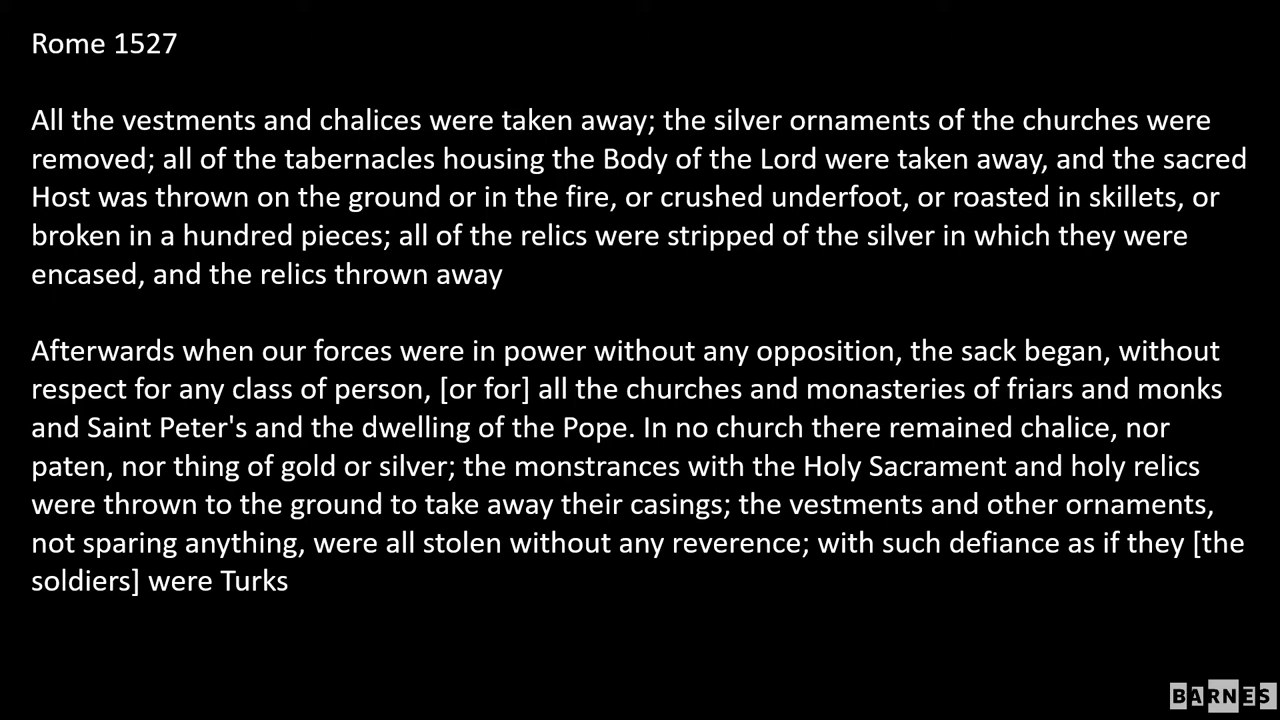 Rome 1527
All the vestments and chalices were taken away; the silver ornaments of the churches were
removed; all of the tabernacles housing the Body of the Lord were taken away, and the sacred
Host was thrown on the ground or in the fire, or crushed underfoot, or roasted in skillets, or
broken in a hundred pieces; all of the relics were stripped of the silver in which they were
encased, and the relics thrown away
Afterwards when our forces were in power without any opposition, the sack began, without
respect for any class of person, [or for] all the churches and monasteries of friars and monks
and Saint Peter's and the dwelling of the Pope. In no church there remained chalice, nor
paten, nor thing of gold or silver; the monstrances with the Holy Sacrament and holy relics
were thrown to the ground to take away their casings; the vestments and other ornaments,
not sparing anything, were all stolen without any reverence; with such defiance as if they [the
soldiers] were Turks
BARNES